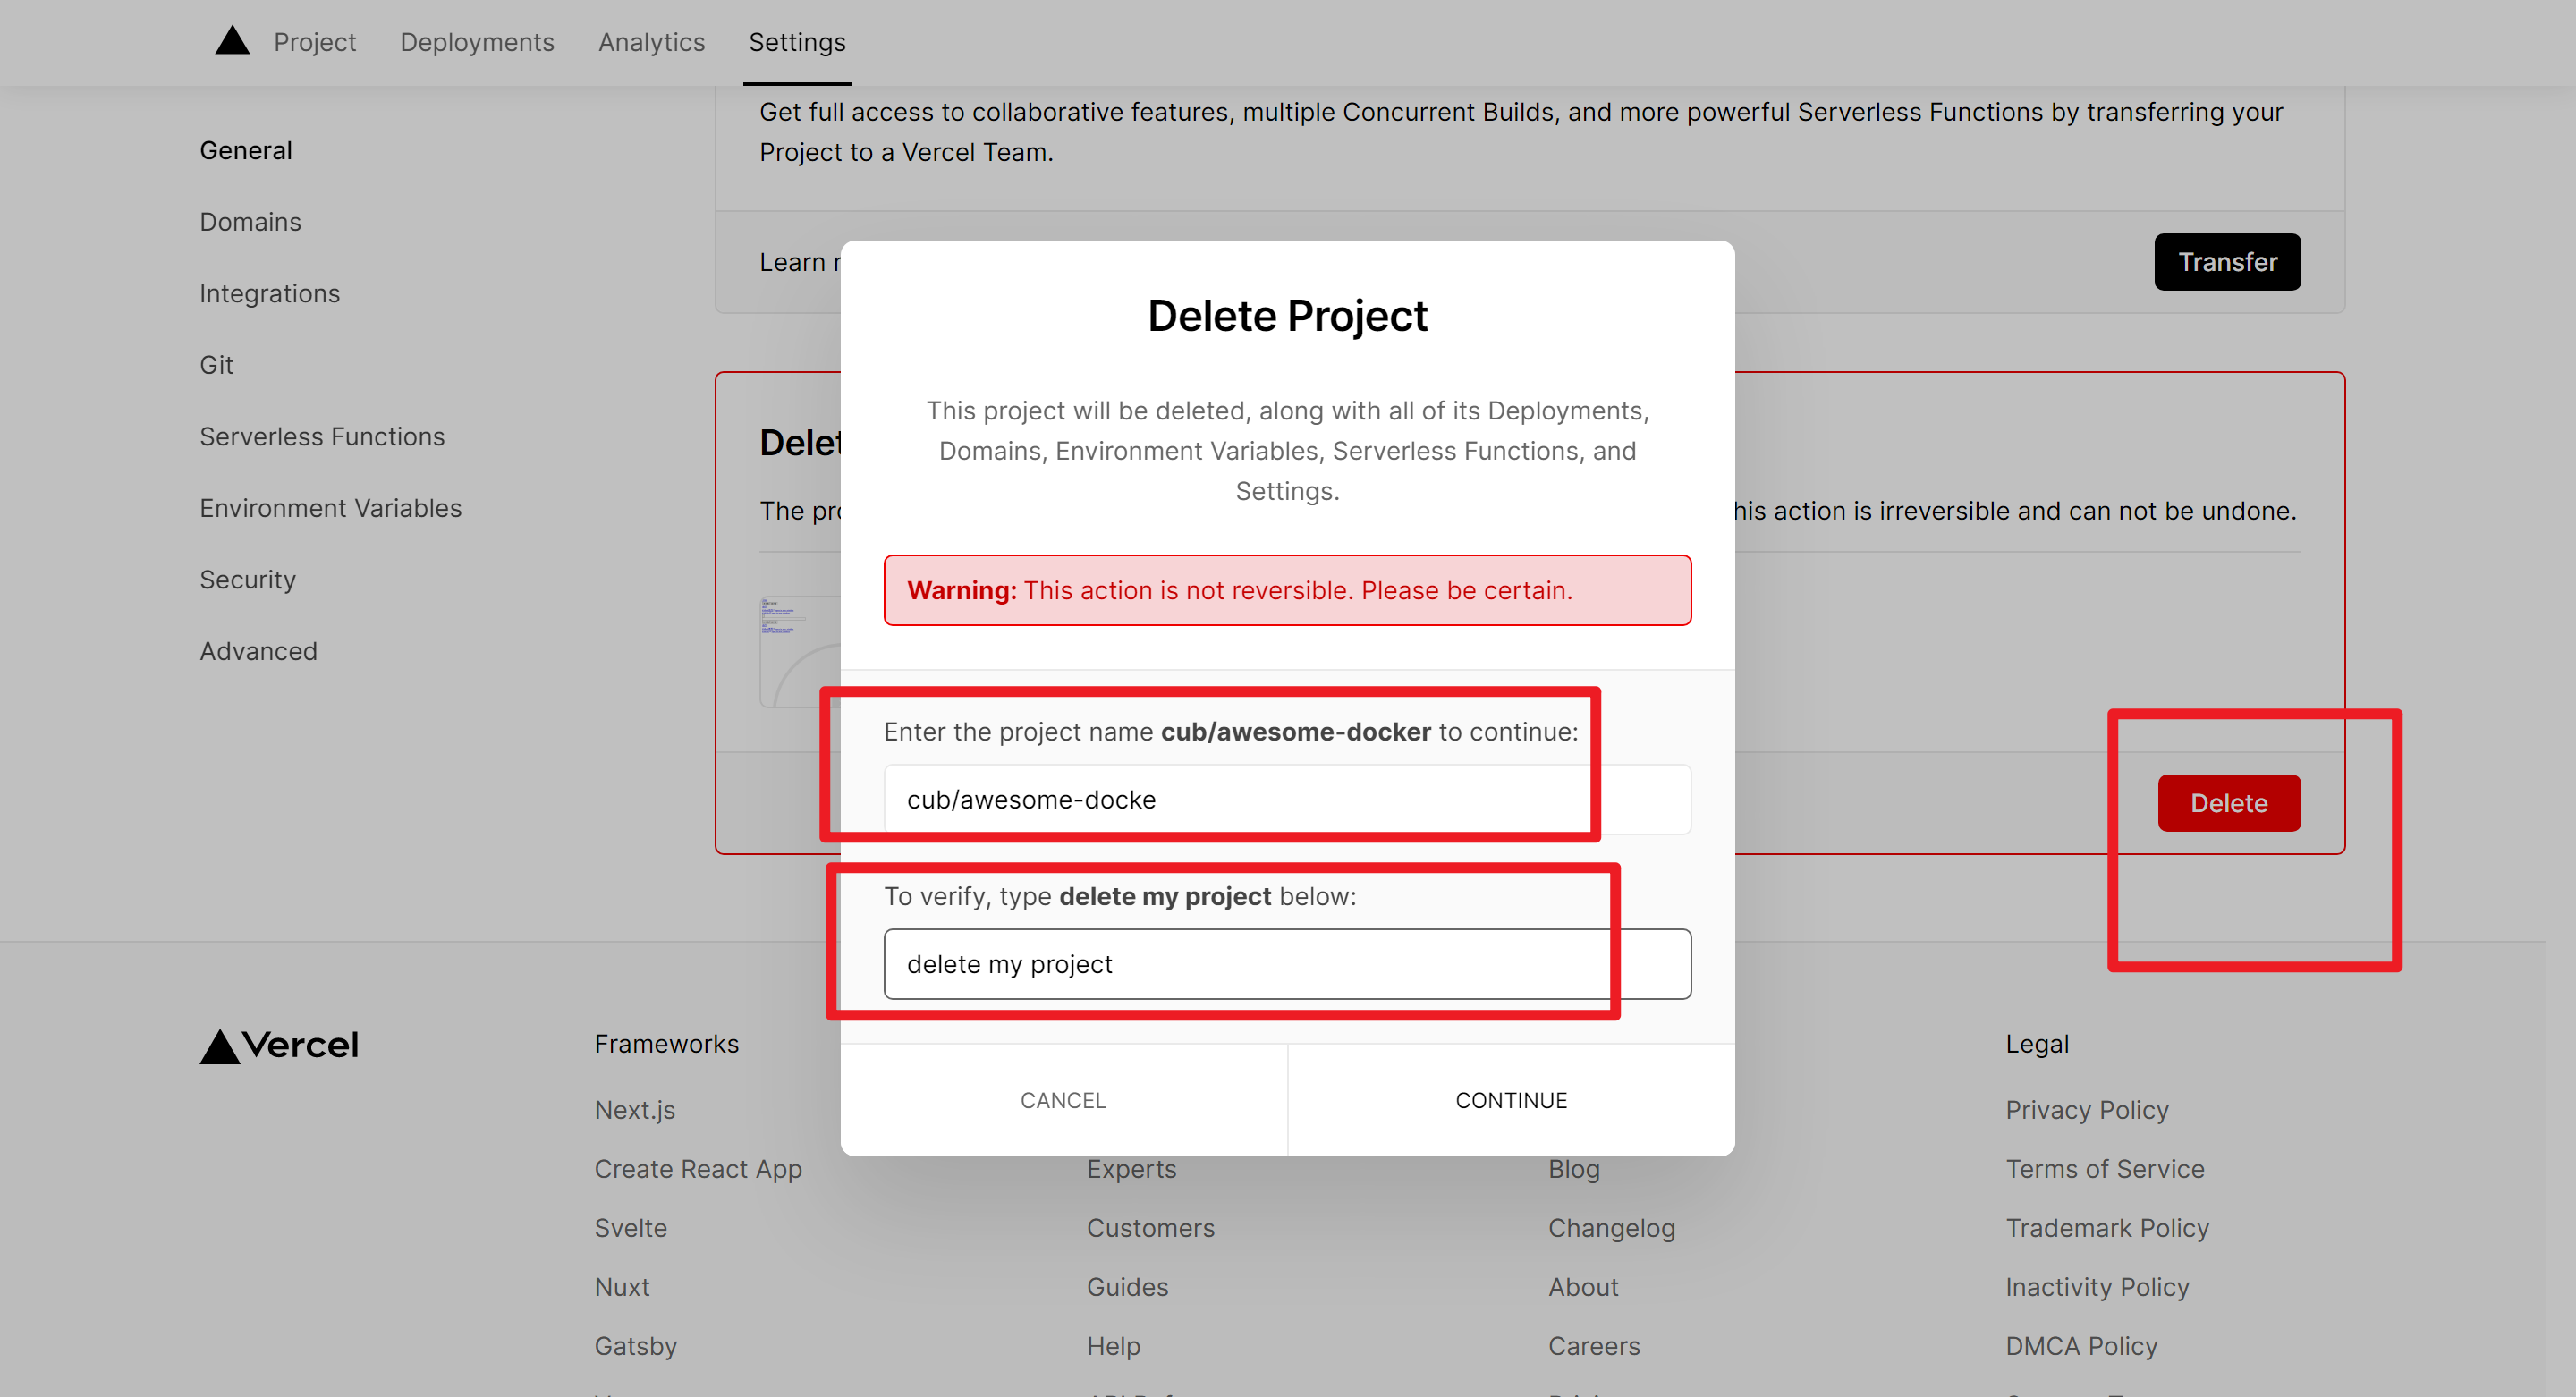 Project Deployments Analytics Settings
General
Domains
Integrations
Git
Serverless Functions
Environment Variables
Security
Advanced
Get full access to collaborative features, multiple Concurrent Builds, and more powerful Serverless Functions by transferring your
Project to a Vercel Team.
Learn
Transfer
Delet
The pro
his action is irreversible and can not be undone.
Delete
Delete Project
This project will be deleted, along with all of its Deployments,
Domains, Environment Variables, Serverless Functions, and
Settings.
Warning: This action is not reversible. Please be certain.
Enter the project name cub/awesome-docker to continue:
cub/awesome-docke
To verify, type delete my project below:
delete my project
CANCEL
CONTINUE
Vercel
Frameworks
Next.js
Create React App
Svelte
Nuxt
Gatsby
Experts
Customers
Guides
Help
Blog
Changelog
About
Careers
Legal
Privacy Policy
Terms of Service
Trademark Policy
Inactivity Policy
DMCA Policy